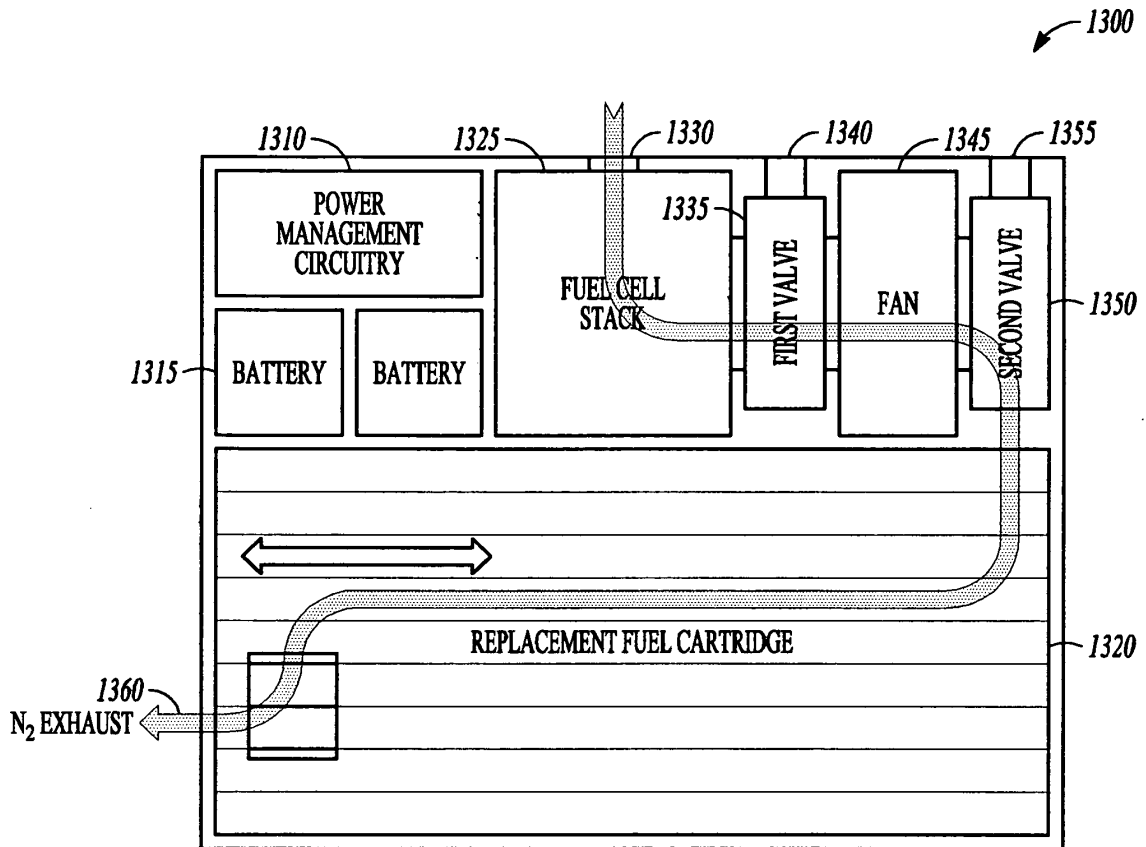 1300
1310
1325
1330
1340
1345
1355
POWER
MANAGEMENT
CIRCUITRY
1335
FUEL CELL
STACK
FIRST VALVE
FAN
SECOND VALVE
1350
1315
BATTERY
BATTERY
REPLACEMENT FUEL CARTRIDGE
1320
1360
N₂ EXHAUST